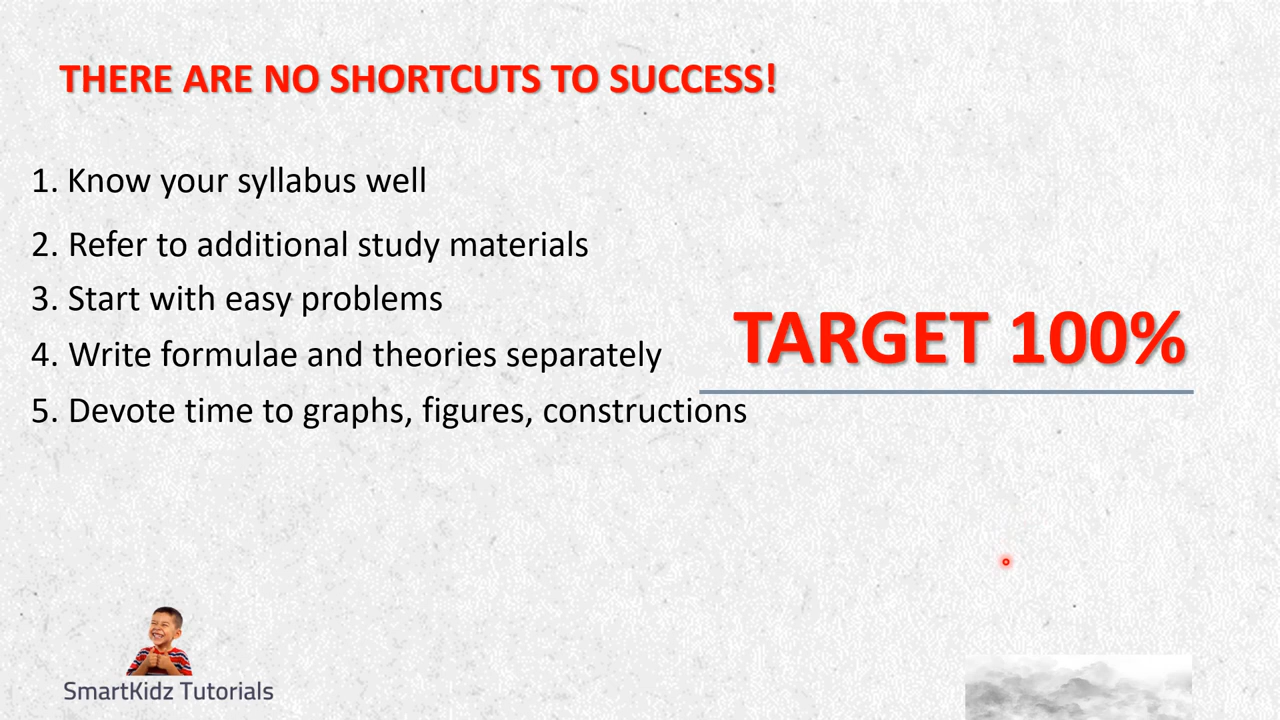 THERE ARE NO SHORTCUTS TO SUCCESS!
1. Know your syllabus well
2. Refer to additional study materials
3. Start with easy problems
4. Write formulae and theories separately
5. Devote time to graphs, figures, constructions
TARGET 100%
SmartKidz Tutorials